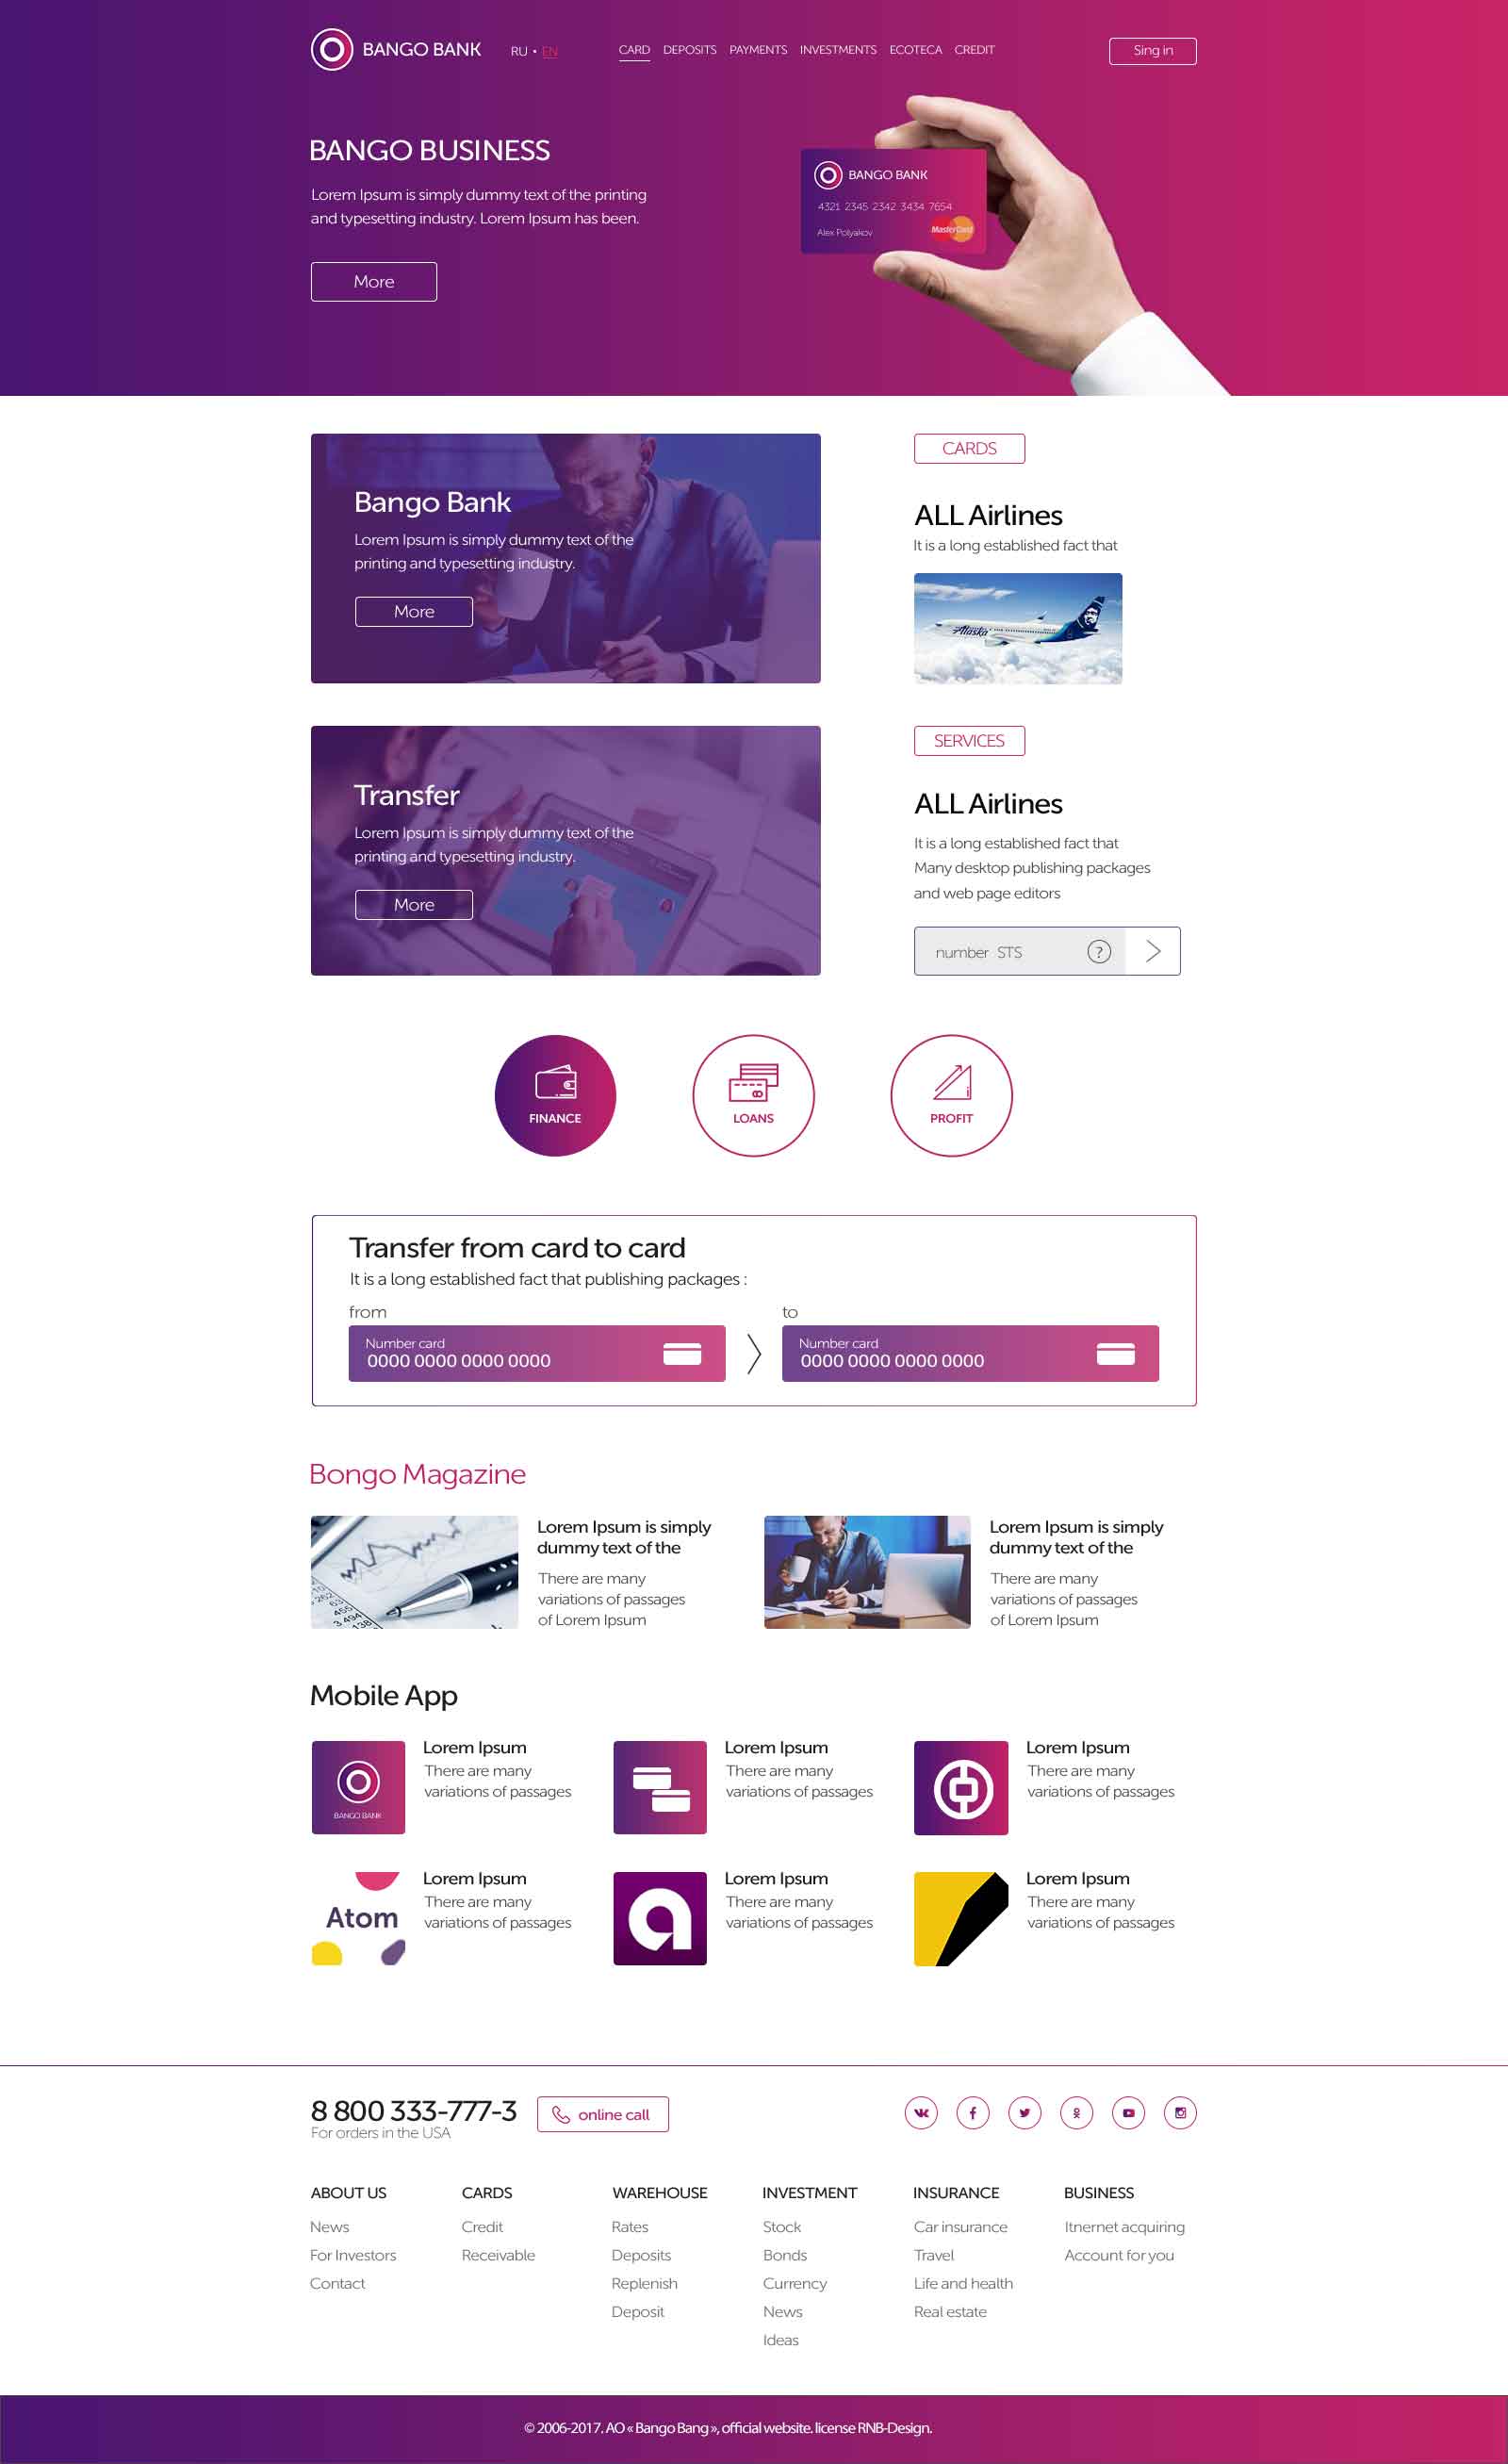 BANGO BANK
RU • EN
CARD DEPOSITS PAYMENTS INVESTMENTS ECOTECA CREDIT
Sing in
BANGO BUSINESS
Lorem Ipsum is simply dummy text of the printing
and typesetting industry. Lorem Ipsum has been.
More
BANGO BANK
4321 2345 2342 3434 7654
Alex Polyakov
MasterCard
Bango Bank
Lorem Ipsum is simply dummy text of the
printing and typesetting industry.
More
CARDS
ALL Airlines
It is a long established fact that
Alaska
Transfer
Lorem Ipsum is simply dummy text of the
printing and typesetting industry.
More
SERVICES
ALL Airlines
It is a long established fact that
Many desktop publishing packages
and web page editors
number STS ?
FINANCE
LOANS
PROFIT
Transfer from card to card
It is a long established fact that publishing packages :
from
Number card
0000 0000 0000 0000
to
Number card
0000 0000 0000 0000
Bongo Magazine
Lorem Ipsum is simply
dummy text of the
There are many
variations of passages
of Lorem Ipsum
Lorem Ipsum is simply
dummy text of the
There are many
variations of passages
of Lorem Ipsum
Mobile App
BANGO BANK
Lorem Ipsum
There are many
variations of passages
Lorem Ipsum
There are many
variations of passages
Lorem Ipsum
There are many
variations of passages
Atom
Lorem Ipsum
There are many
variations of passages
Lorem Ipsum
There are many
variations of passages
Lorem Ipsum
There are many
variations of passages
8 800 333-777-3
For orders in the USA
online call
ABOUT US
News
For Investors
Contact
CARDS
Credit
Receivable
WAREHOUSE
Rates
Deposits
Replenish
Deposit
INVESTMENT
Stock
Bonds
Currency
News
Ideas
INSURANCE
Car insurance
Travel
Life and health
Real estate
BUSINESS
Itnernet acquiring
Account for you
© 2006-2017. AO « Bango Bang », official website. license RNB-Design.